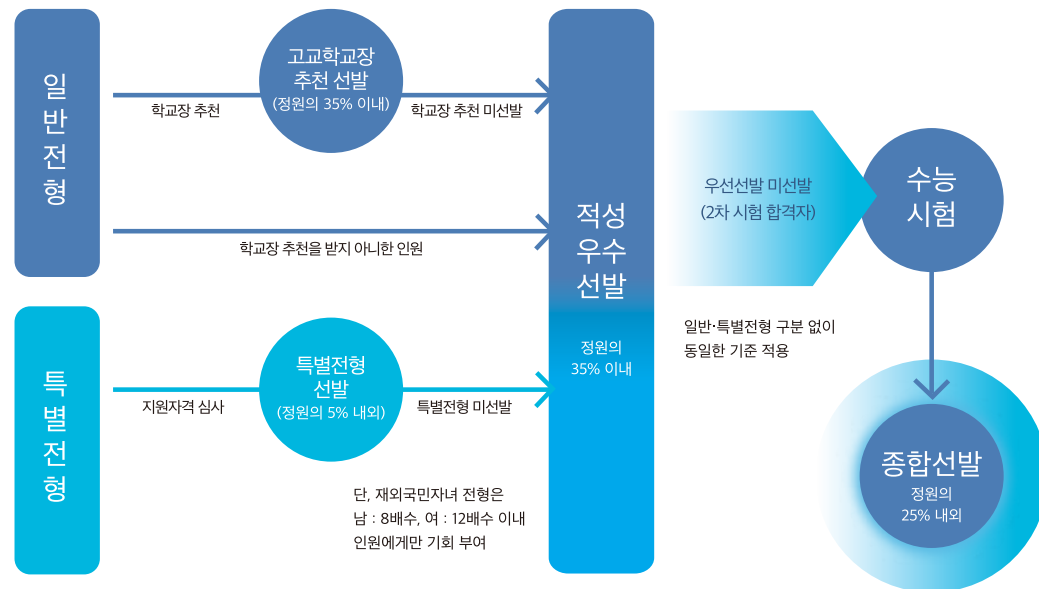 일반전형
고교학교장
추천 선발
(정원의 35% 이내)
학교장 추천
학교장 추천 미선발
학교장 추천을 받지 아니한 인원
특별전형
특별전형
선발
(정원의 5% 내외)
지원자격 심사
특별전형 미선발
단, 재외국민자녀 전형은
남 : 8배수, 여 : 12배수 이내
인원에게만 기회 부여
적성
우수
선발
정원의
35% 이내
우선선발 미선발
(2차 시험 합격자)
일반·특별전형 구분 없이
동일한 기준 적용
수능
시험
종합선발
정원의
25% 내외